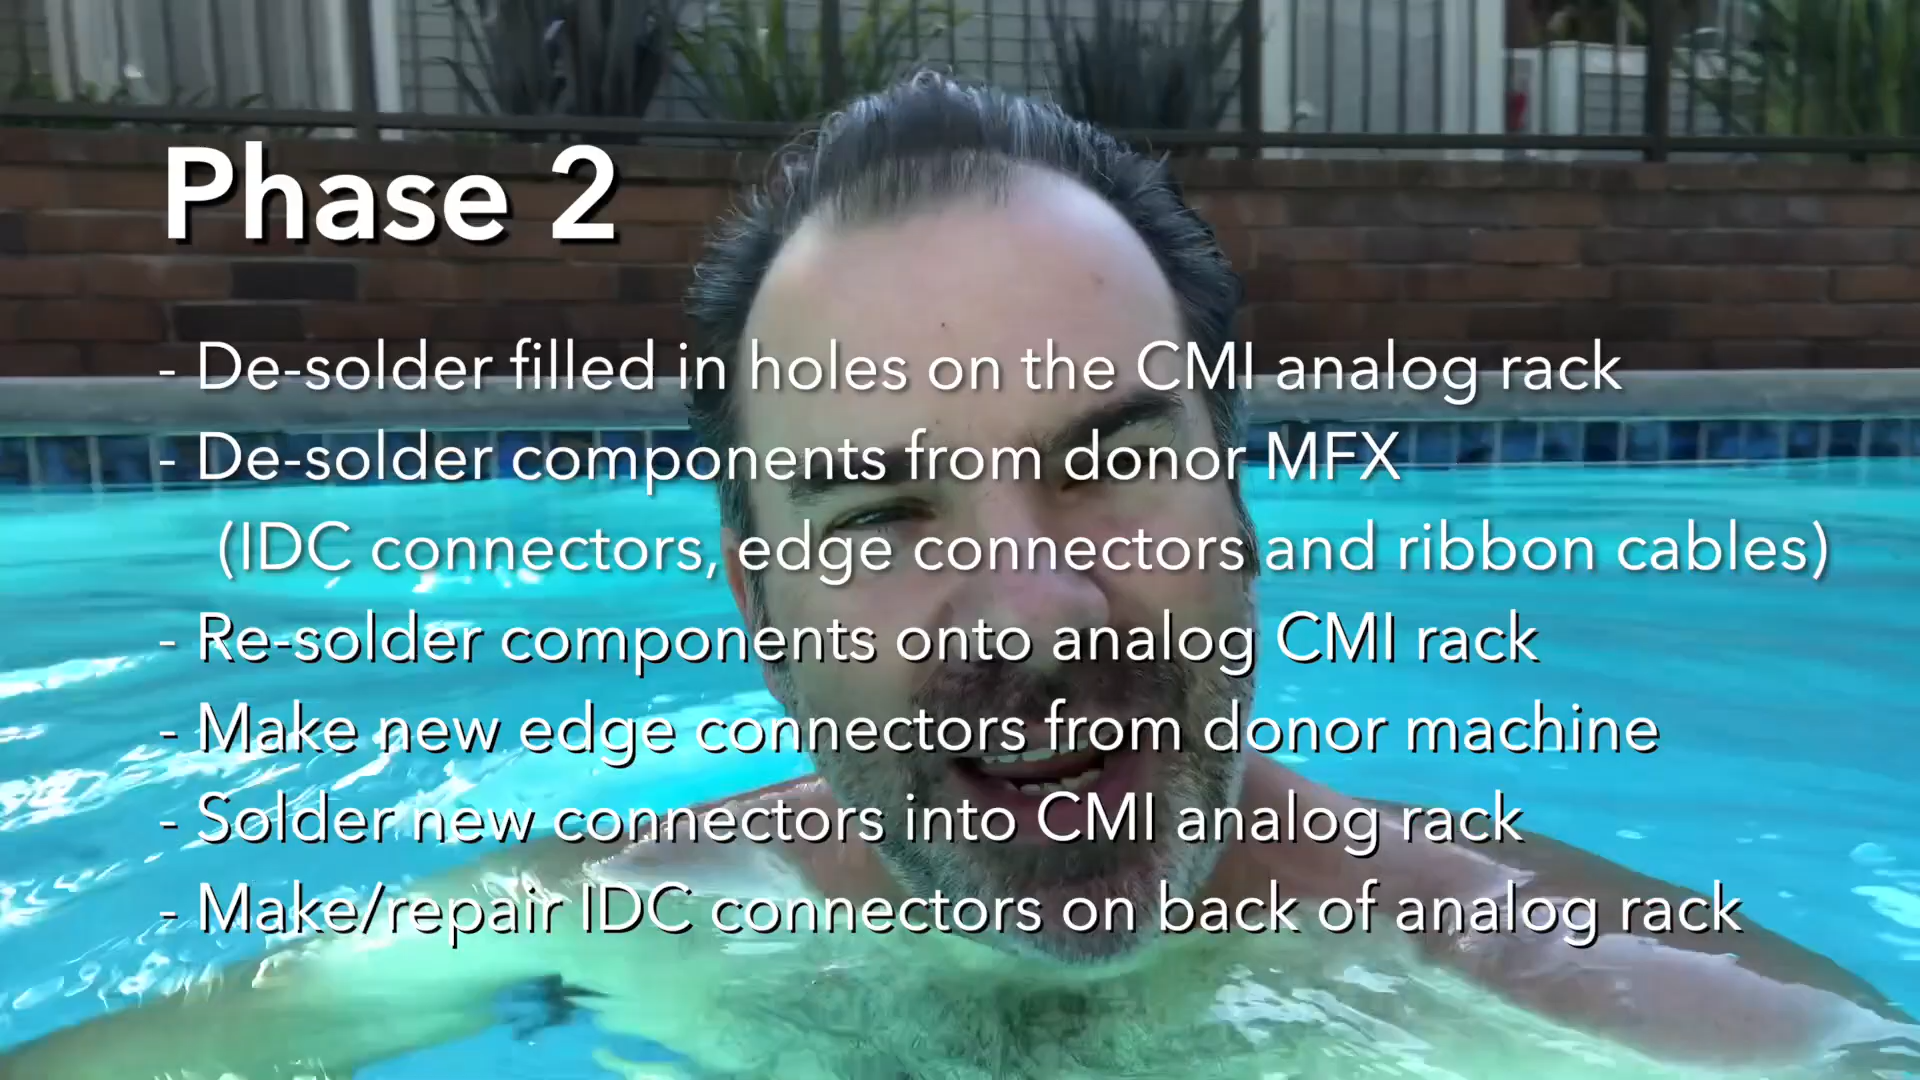 Phase 2
- De-solder filled in holes on the CMI analog rack
- De-solder components from donor MFX
(IDC connectors, edge connectors and ribbon cables)
- Re-solder components onto analog CMI rack
- Make new edge connectors from donor machine
- Solder new connectors into CMI analog rack
- Make/repair IDC connectors on back of analog rack